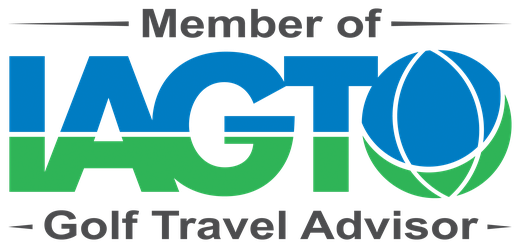 Member of
IAGTO
Golf Travel Advisor